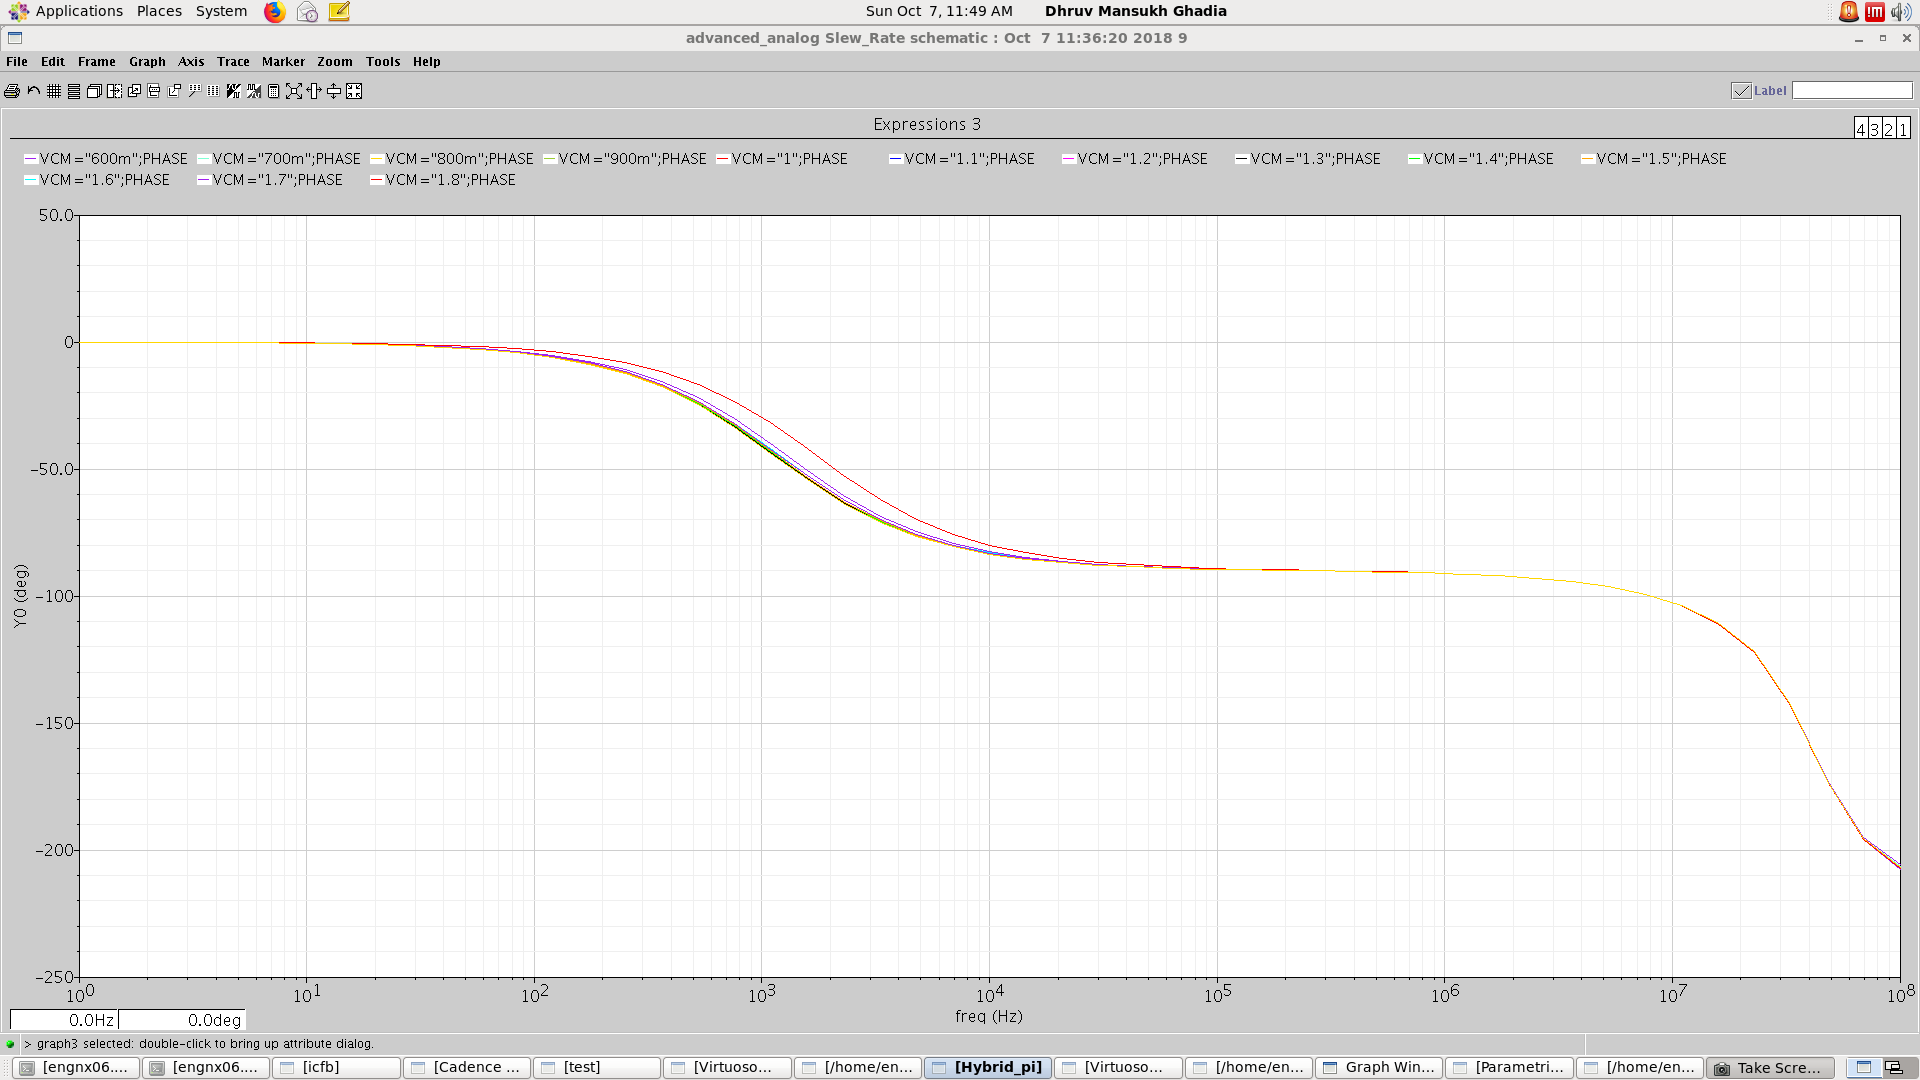 Applications Places System Sun Oct 7, 11:49 AM Dhruv Mansukh Ghadia
advanced_analog Slew_Rate schematic : Oct 7 11:36:20 2018 9
File Edit Frame Graph Axis Trace Marker Zoom Tools Help
Label
Expressions 3
4 3 2 1
VCM="600m";PHASE VCM="700m";PHASE VCM="800m";PHASE VCM="900m";PHASE VCM="1";PHASE VCM="1.1";PHASE VCM="1.2";PHASE VCM="1.3";PHASE VCM="1.4";PHASE VCM="1.5";PHASE
VCM="1.6";PHASE VCM="1.7";PHASE VCM="1.8";PHASE
50.0
0
-50.0
-100
-150
-200
-250
Y0 (deg)
10^0 10^1 10^2 10^3 10^4 10^5 10^6 10^7 10^8
freq (Hz)
0.0Hz 0.0deg
> graph3 selected: double-click to bring up attribute dialog.
[engnx06.... [engnx06.... [icfb] [Cadence ... [test] [Virtuoso... [/home/en... [Hybrid_pi] [Virtuoso... [/home/en... Graph Win... [Parametri... [/home/en... Take Scre...